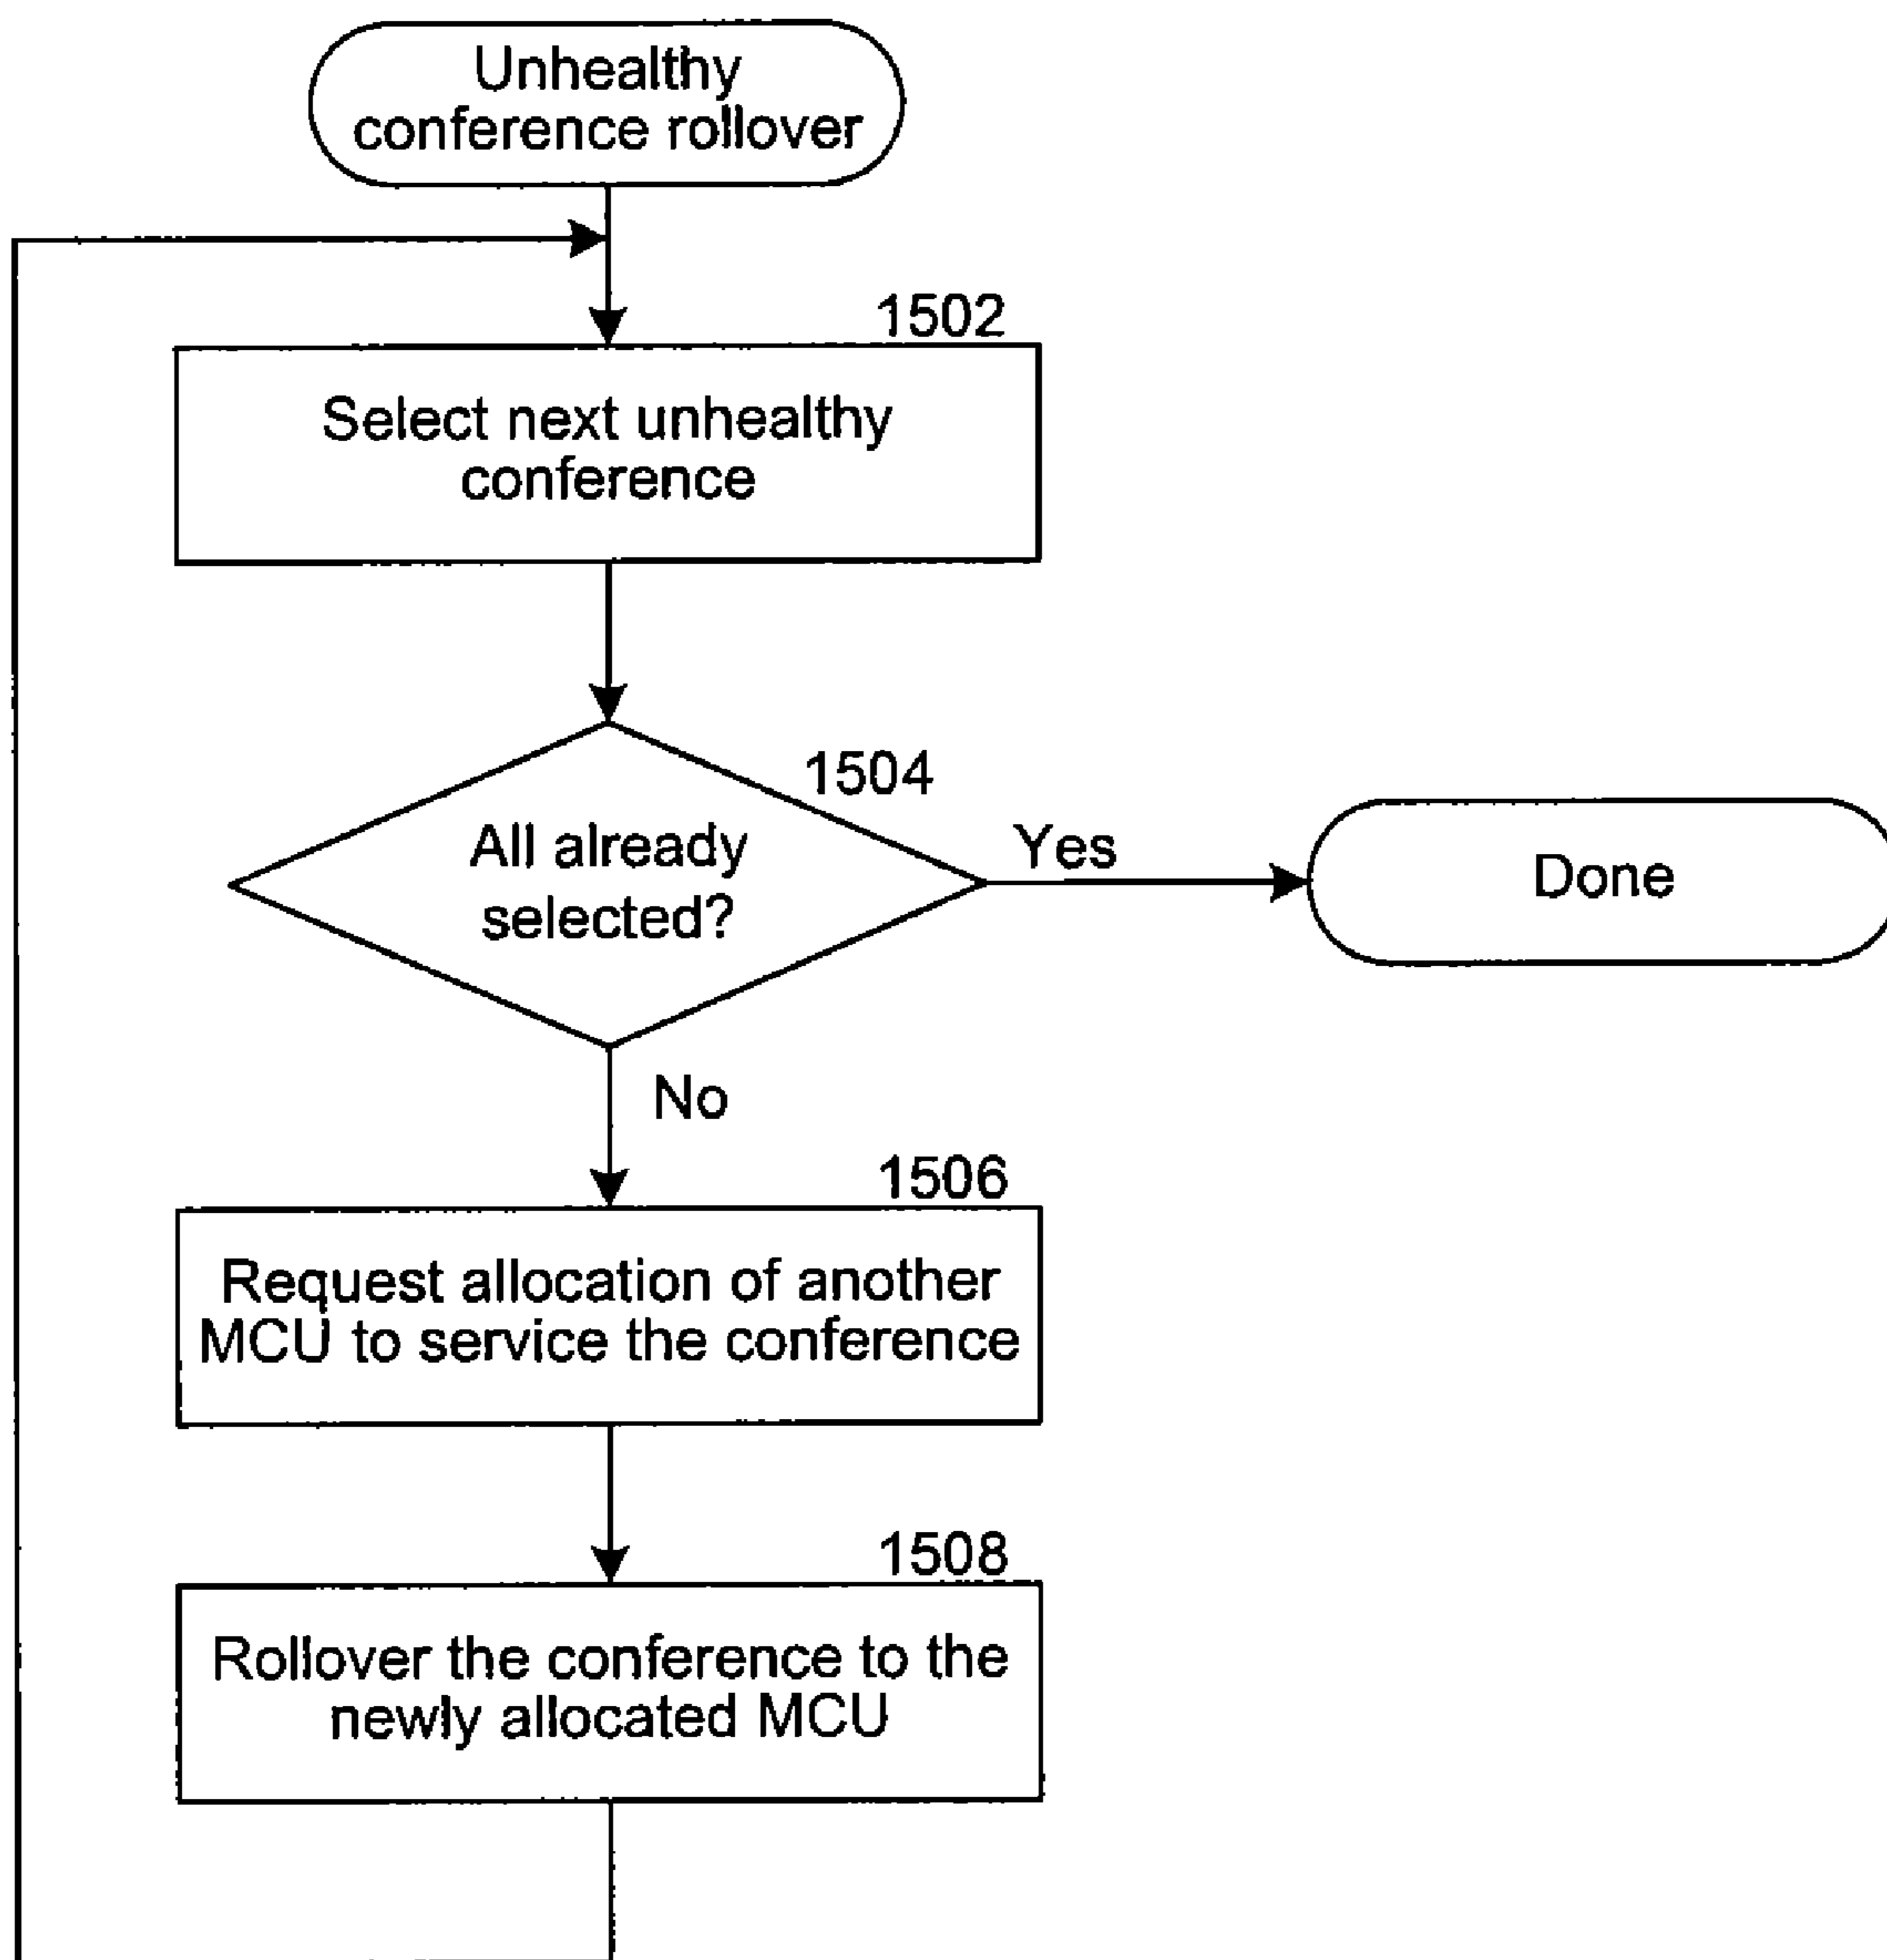 Unhealthy
conference rollover
1502
Select next unhealthy
conference
1504
All already
selected?
Yes
Done
No
1506
Request allocation of another
MCU to service the conference
1508
Rollover the conference to the
newly allocated MCU